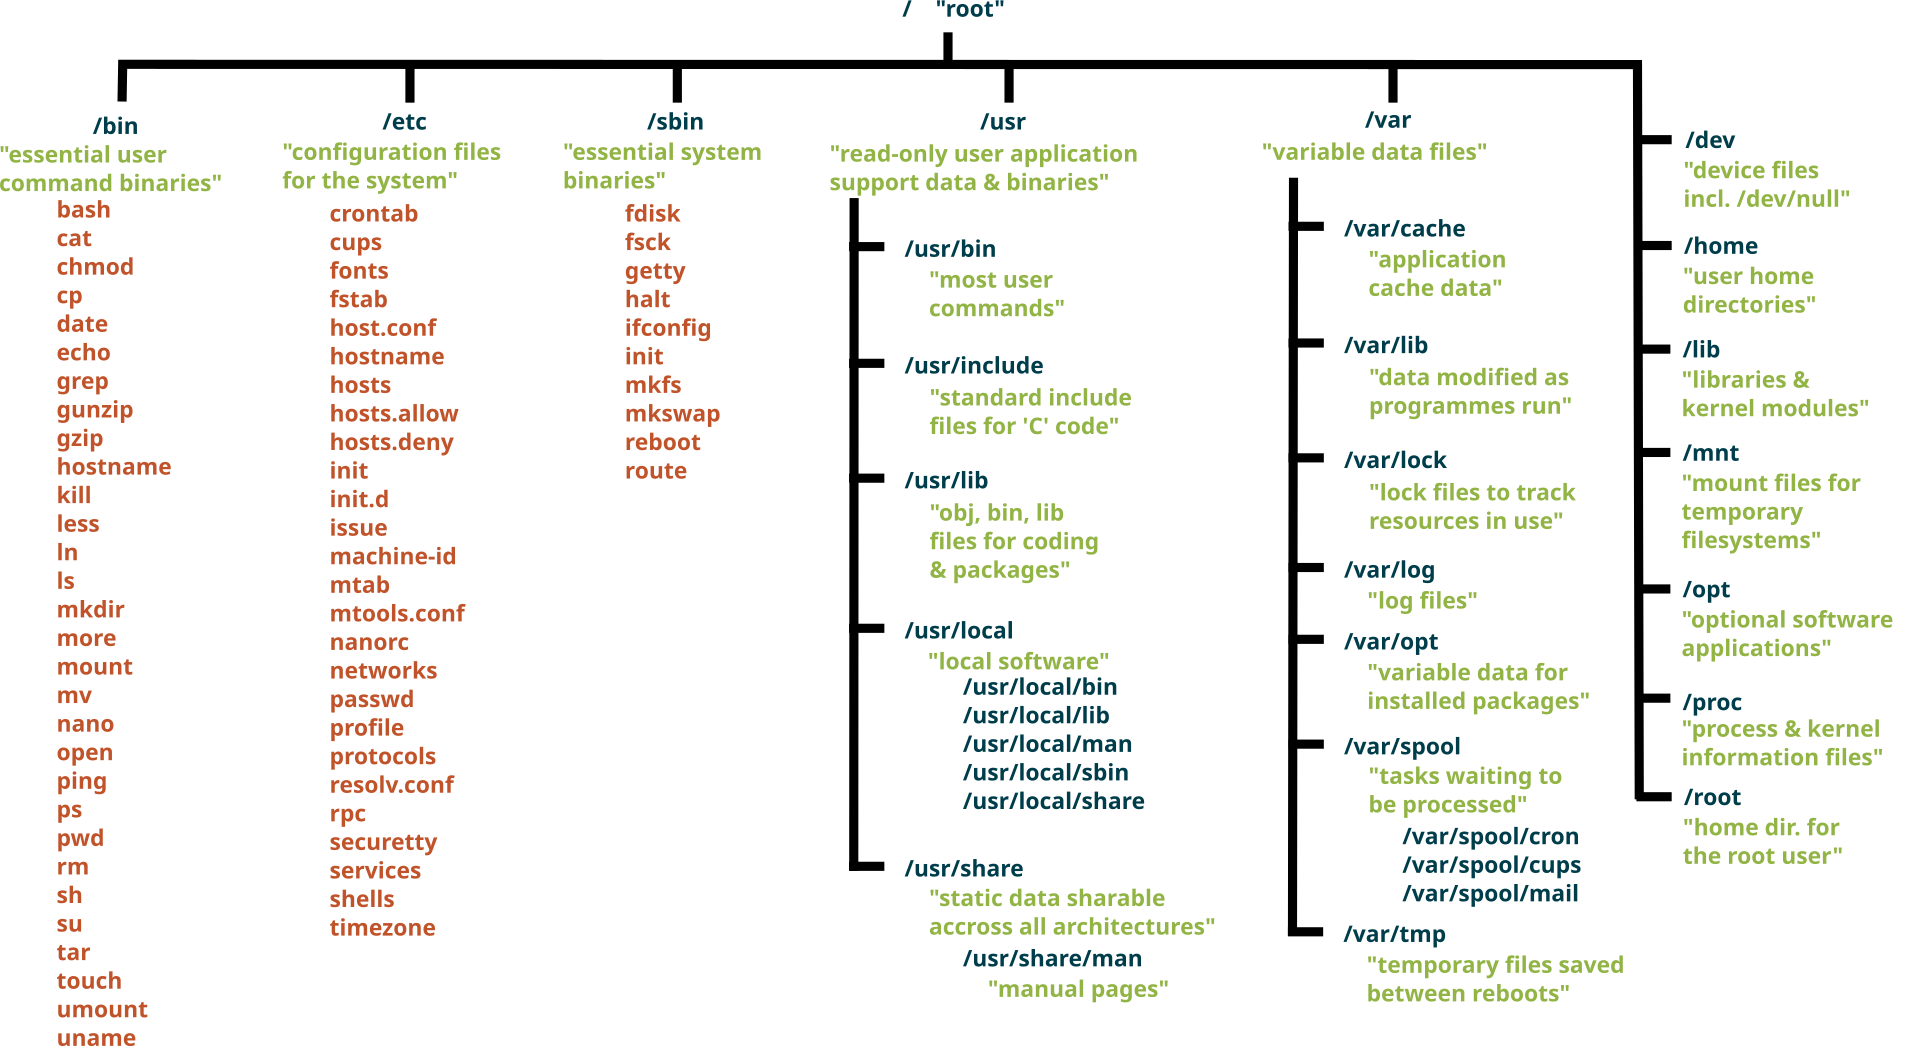 / "root"
/bin
"essential user
command binaries"
bash
cat
chmod
cp
date
echo
grep
gunzip
gzip
hostname
kill
less
ln
ls
mkdir
more
mount
mv
nano
open
ping
ps
pwd
rm
sh
su
tar
touch
umount
uname
/etc
"configuration files
for the system"
crontab
cups
fonts
fstab
host.conf
hostname
hosts
hosts.allow
hosts.deny
init
init.d
issue
machine-id
mtab
mtools.conf
nanorc
networks
passwd
profile
protocols
resolv.conf
rpc
securetty
services
shells
timezone
/sbin
"essential system
binaries"
fdisk
fsck
getty
halt
ifconfig
init
mkfs
mkswap
reboot
route
/usr
"read-only user application
support data & binaries"
/usr/bin
"most user
commands"
/usr/include
"standard include
files for 'C' code"
/usr/lib
"obj, bin, lib
files for coding
& packages"
/usr/local
"local software"
/usr/local/bin
/usr/local/lib
/usr/local/man
/usr/local/sbin
/usr/local/share
/usr/share
"static data sharable
accross all architectures"
/usr/share/man
"manual pages"
/var
"variable data files"
/var/cache
"application
cache data"
/var/lib
"data modified as
programmes run"
/var/lock
"lock files to track
resources in use"
/var/log
"log files"
/var/opt
"variable data for
installed packages"
/var/spool
"tasks waiting to
be processed"
/var/spool/cron
/var/spool/cups
/var/spool/mail
/var/tmp
"temporary files saved
between reboots"
/dev
"device files
incl. /dev/null"
/home
"user home
directories"
/lib
"libraries &
kernel modules"
/mnt
"mount files for
temporary
filesystems"
/opt
"optional software
applications"
/proc
"process & kernel
information files"
/root
"home dir. for
the root user"